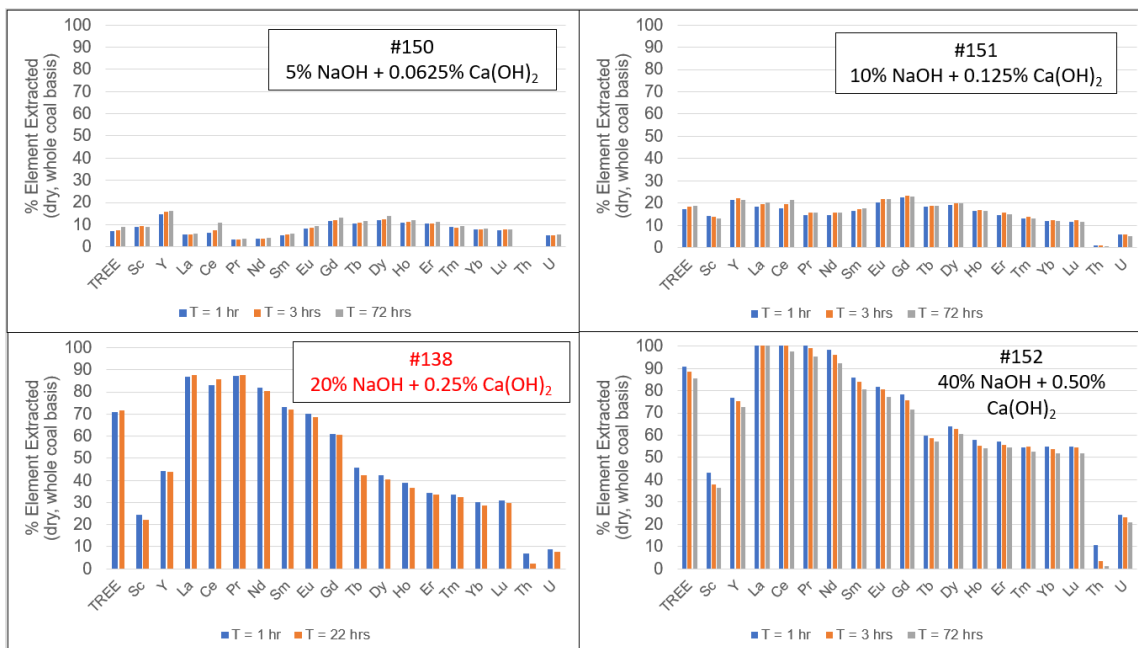 100
90
80
70
60
50
40
30
20
10
0
% Element Extracted
(dry, whole coal basis)
#150
5% NaOH + 0.0625% Ca(OH)₂
TREE Sc Y La Ce Pr Nd Sm Eu Gd Tb Dy Ho Er Tm Yb Lu Th U
T = 1 hr T = 3 hrs T = 72 hrs
100
90
80
70
60
50
40
30
20
10
0
% Element Extracted
(dry, whole coal basis)
#151
10% NaOH + 0.125% Ca(OH)₂
TREE Sc Y La Ce Pr Nd Sm Eu Gd Tb Dy Ho Er Tm Yb Lu Th U
T = 1 hr T = 3 hrs T = 72 hrs
100
90
80
70
60
50
40
30
20
10
0
% Element Extracted
(dry, whole coal basis)
#138
20% NaOH + 0.25% Ca(OH)₂
TREE Sc Y La Ce Pr Nd Sm Eu Gd Tb Dy Ho Er Tm Yb Lu Th U
T = 1 hr T = 22 hrs
100
90
80
70
60
50
40
30
20
10
0
% Element Extracted
(dry, whole coal basis)
#152
40% NaOH + 0.50%
Ca(OH)₂
TREE Sc Y La Ce Pr Nd Sm Eu Gd Tb Dy Ho Er Tm Yb Lu Th U
T = 1 hr T = 3 hrs T = 72 hrs